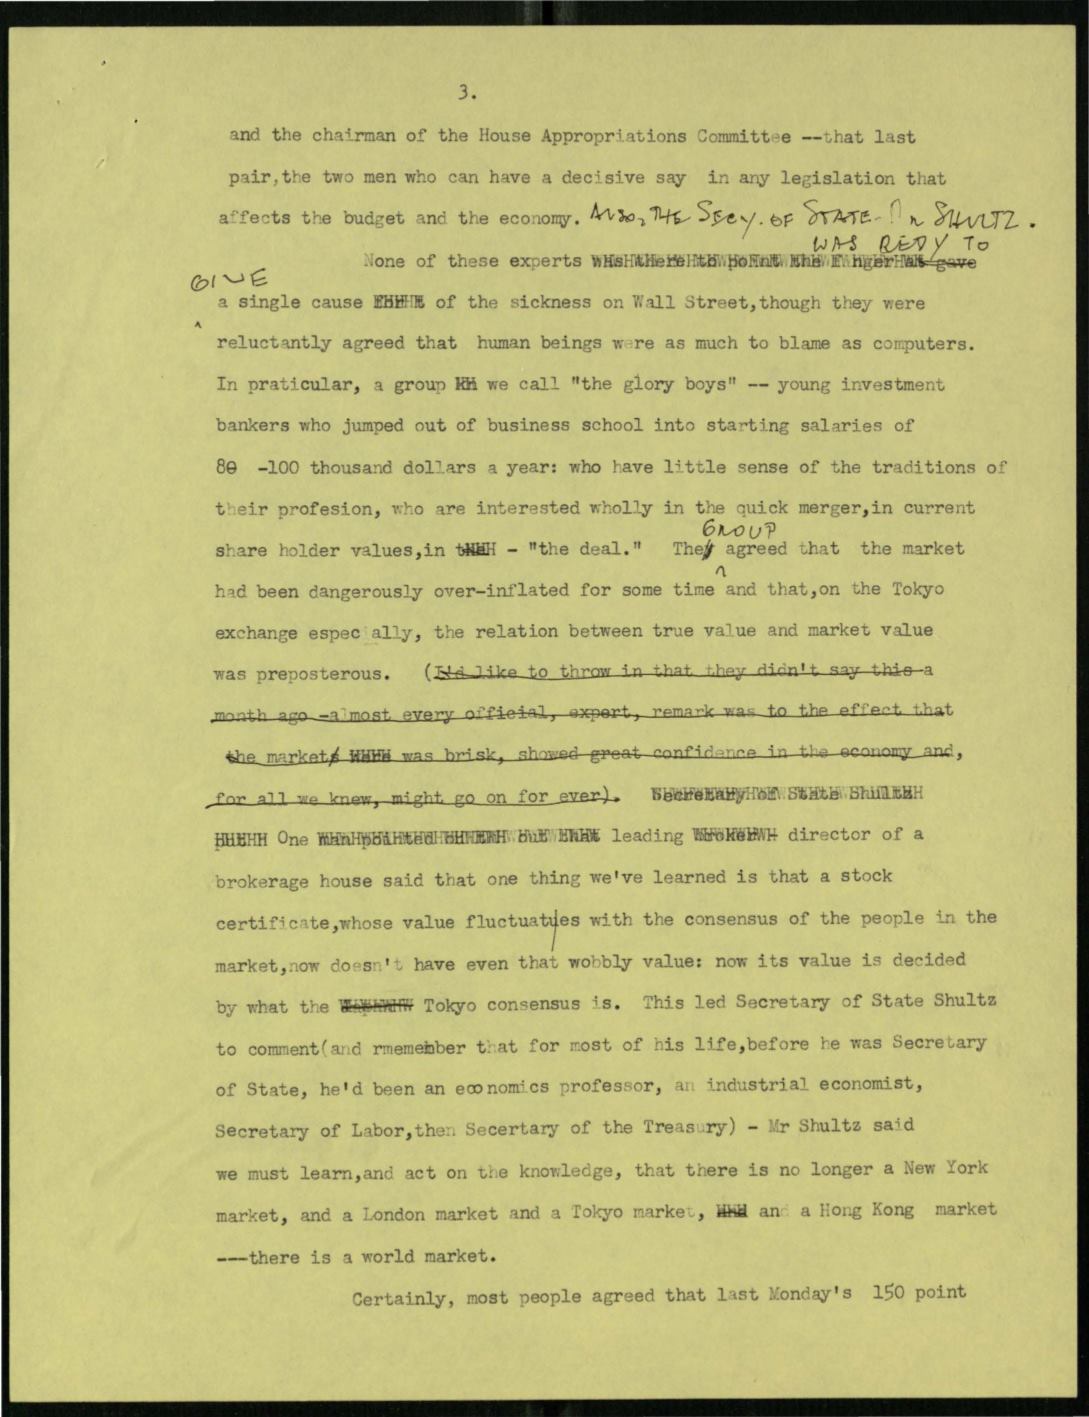 3.
and the chairman of the House Appropriations Committee --that last
pair,the two men who can have a decisive say in any legislation that
affects the budget and the economy. ALSO, THE SECY. OF STATE - SHULTZ.
WAS REDY TO
None of these experts gave
GIVE
a single cause of the sickness on Wall Street,though they were
reluctantly agreed that human beings were as much to blame as computers.
In praticular, a group we call "the glory boys" -- young investment
bankers who jumped out of business school into starting salaries of
80 -100 thousand dollars a year: who have little sense of the traditions of
their profesion, who are interested wholly in the quick merger,in current
GROUP
share holder values,in - "the deal." They agreed that the market
had been dangerously over-inflated for some time and that,on the Tokyo
exchange especially, the relation between true value and market value
was preposterous. (I'd like to throw in that they didn't say this a
month ago -almost every official, expert, remark was to the effect that
the markets was brisk, showed great confidence in the economy and,
for all we knew, might go on for ever). Secretary of State Shultz
One leading director of a
brokerage house said that one thing we've learned is that a stock
certificate,whose value fluctuates with the consensus of the people in the
market,now doesn't have even that wobbly value: now its value is decided
by what the Tokyo consensus is. This led Secretary of State Shultz
to comment(and rmemember that for most of his life,before he was Secretary
of State, he'd been an economics professor, an industrial economist,
Secretary of Labor,then Secertary of the Treasury) - Mr Shultz said
we must learn,and act on the knowledge, that there is no longer a New York
market, and a London market and a Tokyo market, and a Hong Kong market
---there is a world market.
Certainly, most people agreed that last Monday's 150 point